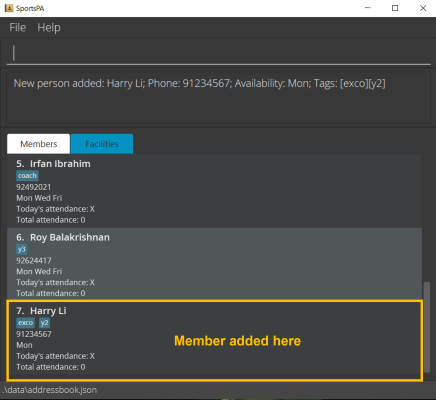 SportsPA
File Help
New person added: Harry Li; Phone: 91234567; Availability: Mon; Tags: [exco][y2]
Members Facilities
5. Irfan Ibrahim
coach
92492021
Mon Wed Fri
Today's attendance: X
Total attendance: 0
6. Roy Balakrishnan
y3
92624417
Mon Wed Fri
Today's attendance: X
Total attendance: 0
7. Harry Li
exco y2
91234567
Mon
Today's attendance: X
Total attendance: 0
Member added here
.\data\addressbook.json